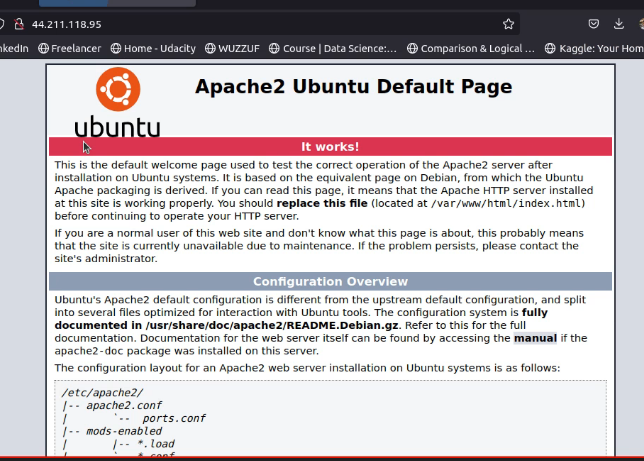 44.211.118.95
nkedIn Freelancer Home - Udacity WUZZUF Course | Data Science:... Comparison & Logical ... Kaggle: Your Hom
ubuntu
Apache2 Ubuntu Default Page
It works!
This is the default welcome page used to test the correct operation of the Apache2 server after
installation on Ubuntu systems. It is based on the equivalent page on Debian, from which the Ubuntu
Apache packaging is derived. If you can read this page, it means that the Apache HTTP server installed
at this site is working properly. You should replace this file (located at /var/www/html/index.html)
before continuing to operate your HTTP server.
If you are a normal user of this web site and don't know what this page is about, this probably means
that the site is currently unavailable due to maintenance. If the problem persists, please contact the
site's administrator.
Configuration Overview
Ubuntu's Apache2 default configuration is different from the upstream default configuration, and split
into several files optimized for interaction with Ubuntu tools. The configuration system is fully
documented in /usr/share/doc/apache2/README.Debian.gz. Refer to this for the full
documentation. Documentation for the web server itself can be found by accessing the manual if the
apache2-doc package was installed on this server.
The configuration layout for an Apache2 web server installation on Ubuntu systems is as follows:
/etc/apache2/
|-- apache2.conf
| `-- ports.conf
|-- mods-enabled
| |-- *.load
| `-- *.conf